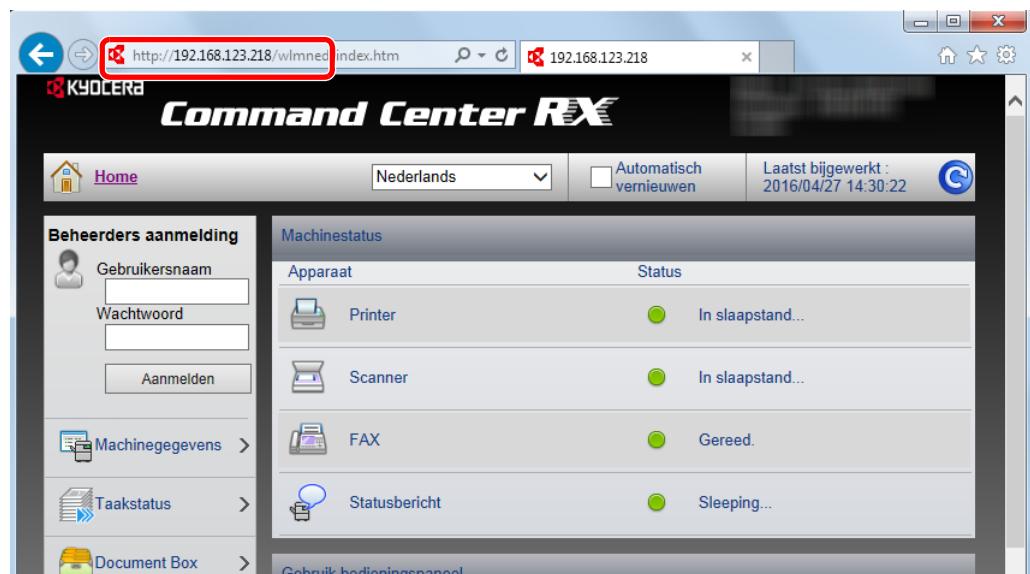 http://192.168.123.218/wlmned/index.htm
192.168.123.218
KYOCERA
Command Center RX
Home
Nederlands
Automatisch
vernieuwen
Laatst bijgewerkt :
2016/04/27 14:30:22
Beheerders aanmelding
Gebruikersnaam
Wachtwoord
Aanmelden
Machinegegevens
Taakstatus
Document Box
Machinestatus
Apparaat Status
Printer In slaapstand...
Scanner In slaapstand...
FAX Gereed.
Statusbericht Sleeping...
Gebruik bedieningspaneel